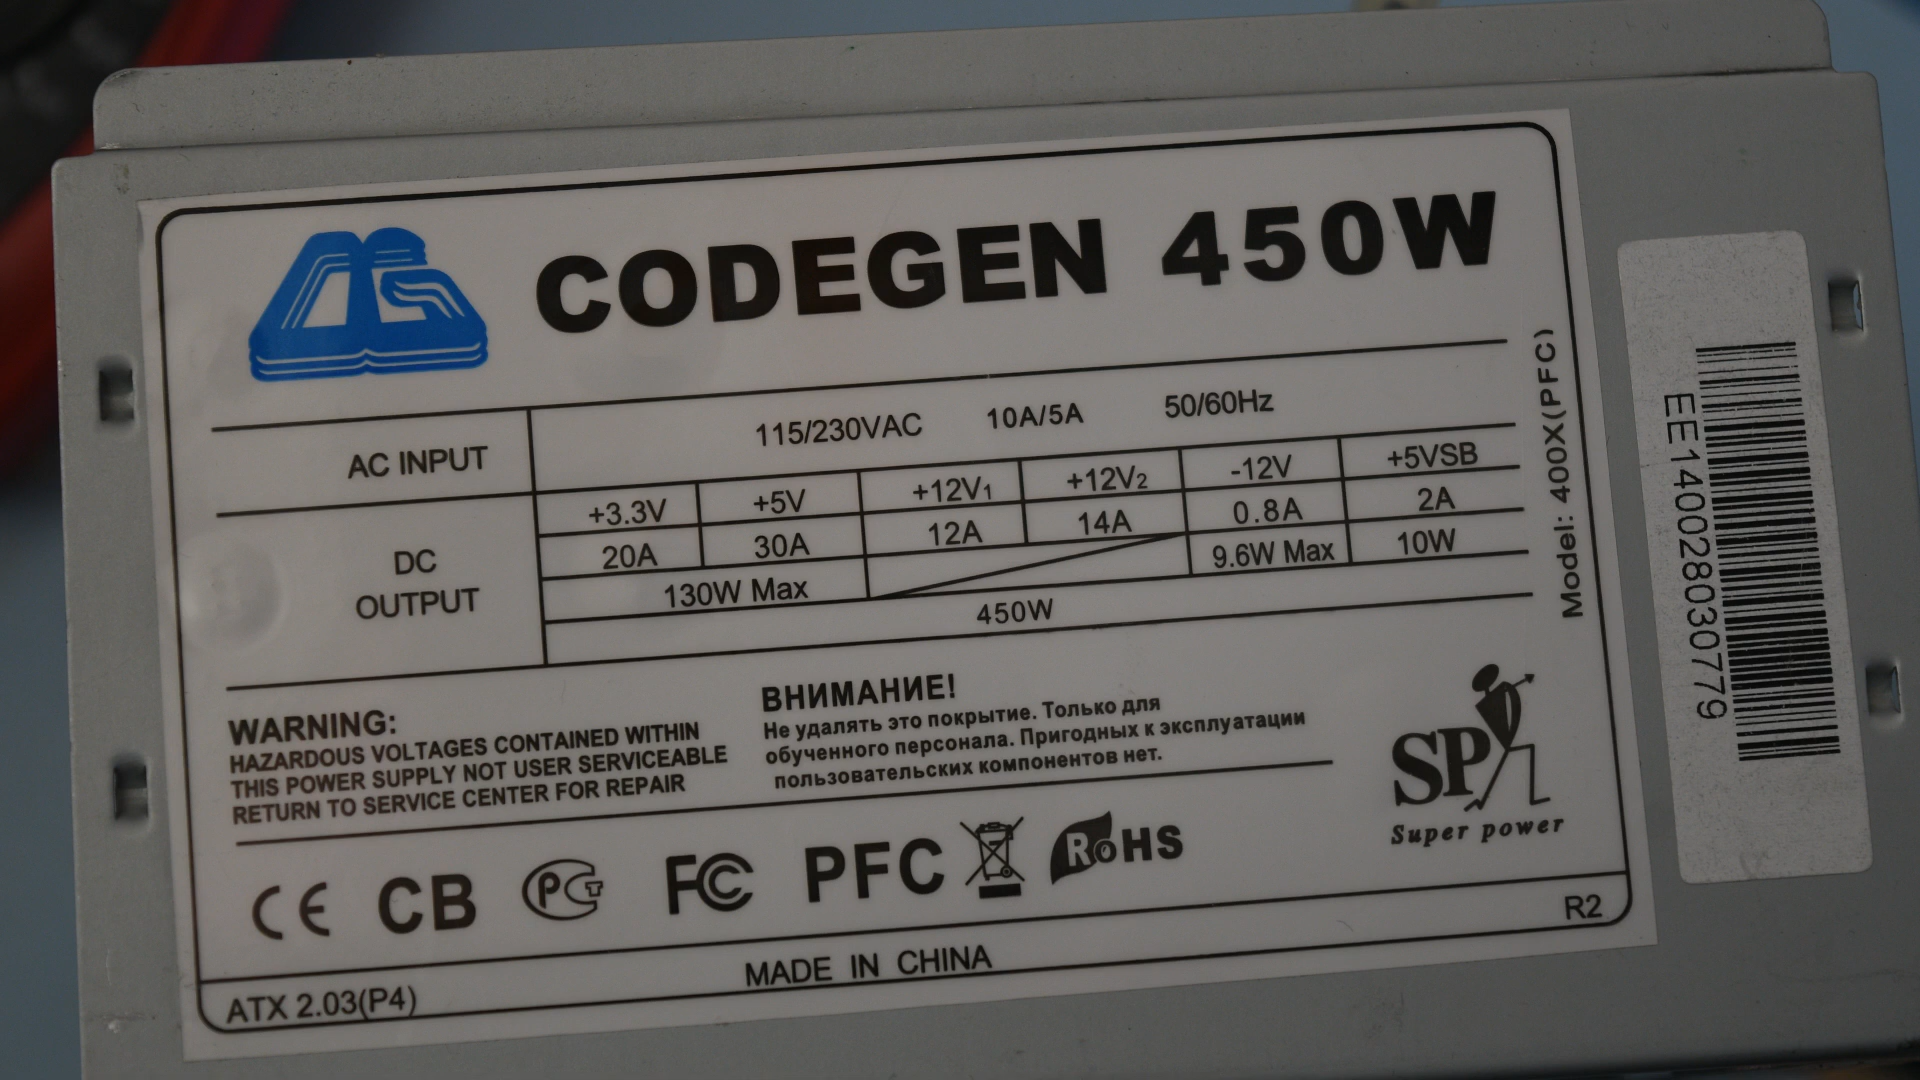 CODEGEN 450W
AC INPUT 115/230VAC 10A/5A 50/60Hz
DC OUTPUT
+3.3V +5V +12V1 +12V2 -12V +5VSB
20A 30A 12A 14A 0.8A 2A
130W Max 9.6W Max 10W
450W
Model: 400X(PFC)
WARNING:
HAZARDOUS VOLTAGES CONTAINED WITHIN
THIS POWER SUPPLY NOT USER SERVICEABLE
RETURN TO SERVICE CENTER FOR REPAIR
ВНИМАНИЕ!
Не удалять это покрытие. Только для
обученного персонала. Пригодных к эксплуатации
пользовательских компонентов нет.
SP
Super power
CE CB PCT FC PFC RoHS
R2
MADE IN CHINA
ATX 2.03(P4)
EE140028030779